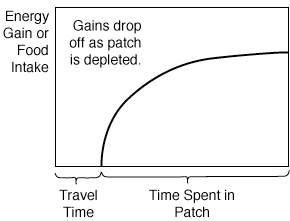 Energy
Gain or
Food
Intake
Gains drop
off as patch
is depleted.
Travel
Time
Time Spent in
Patch